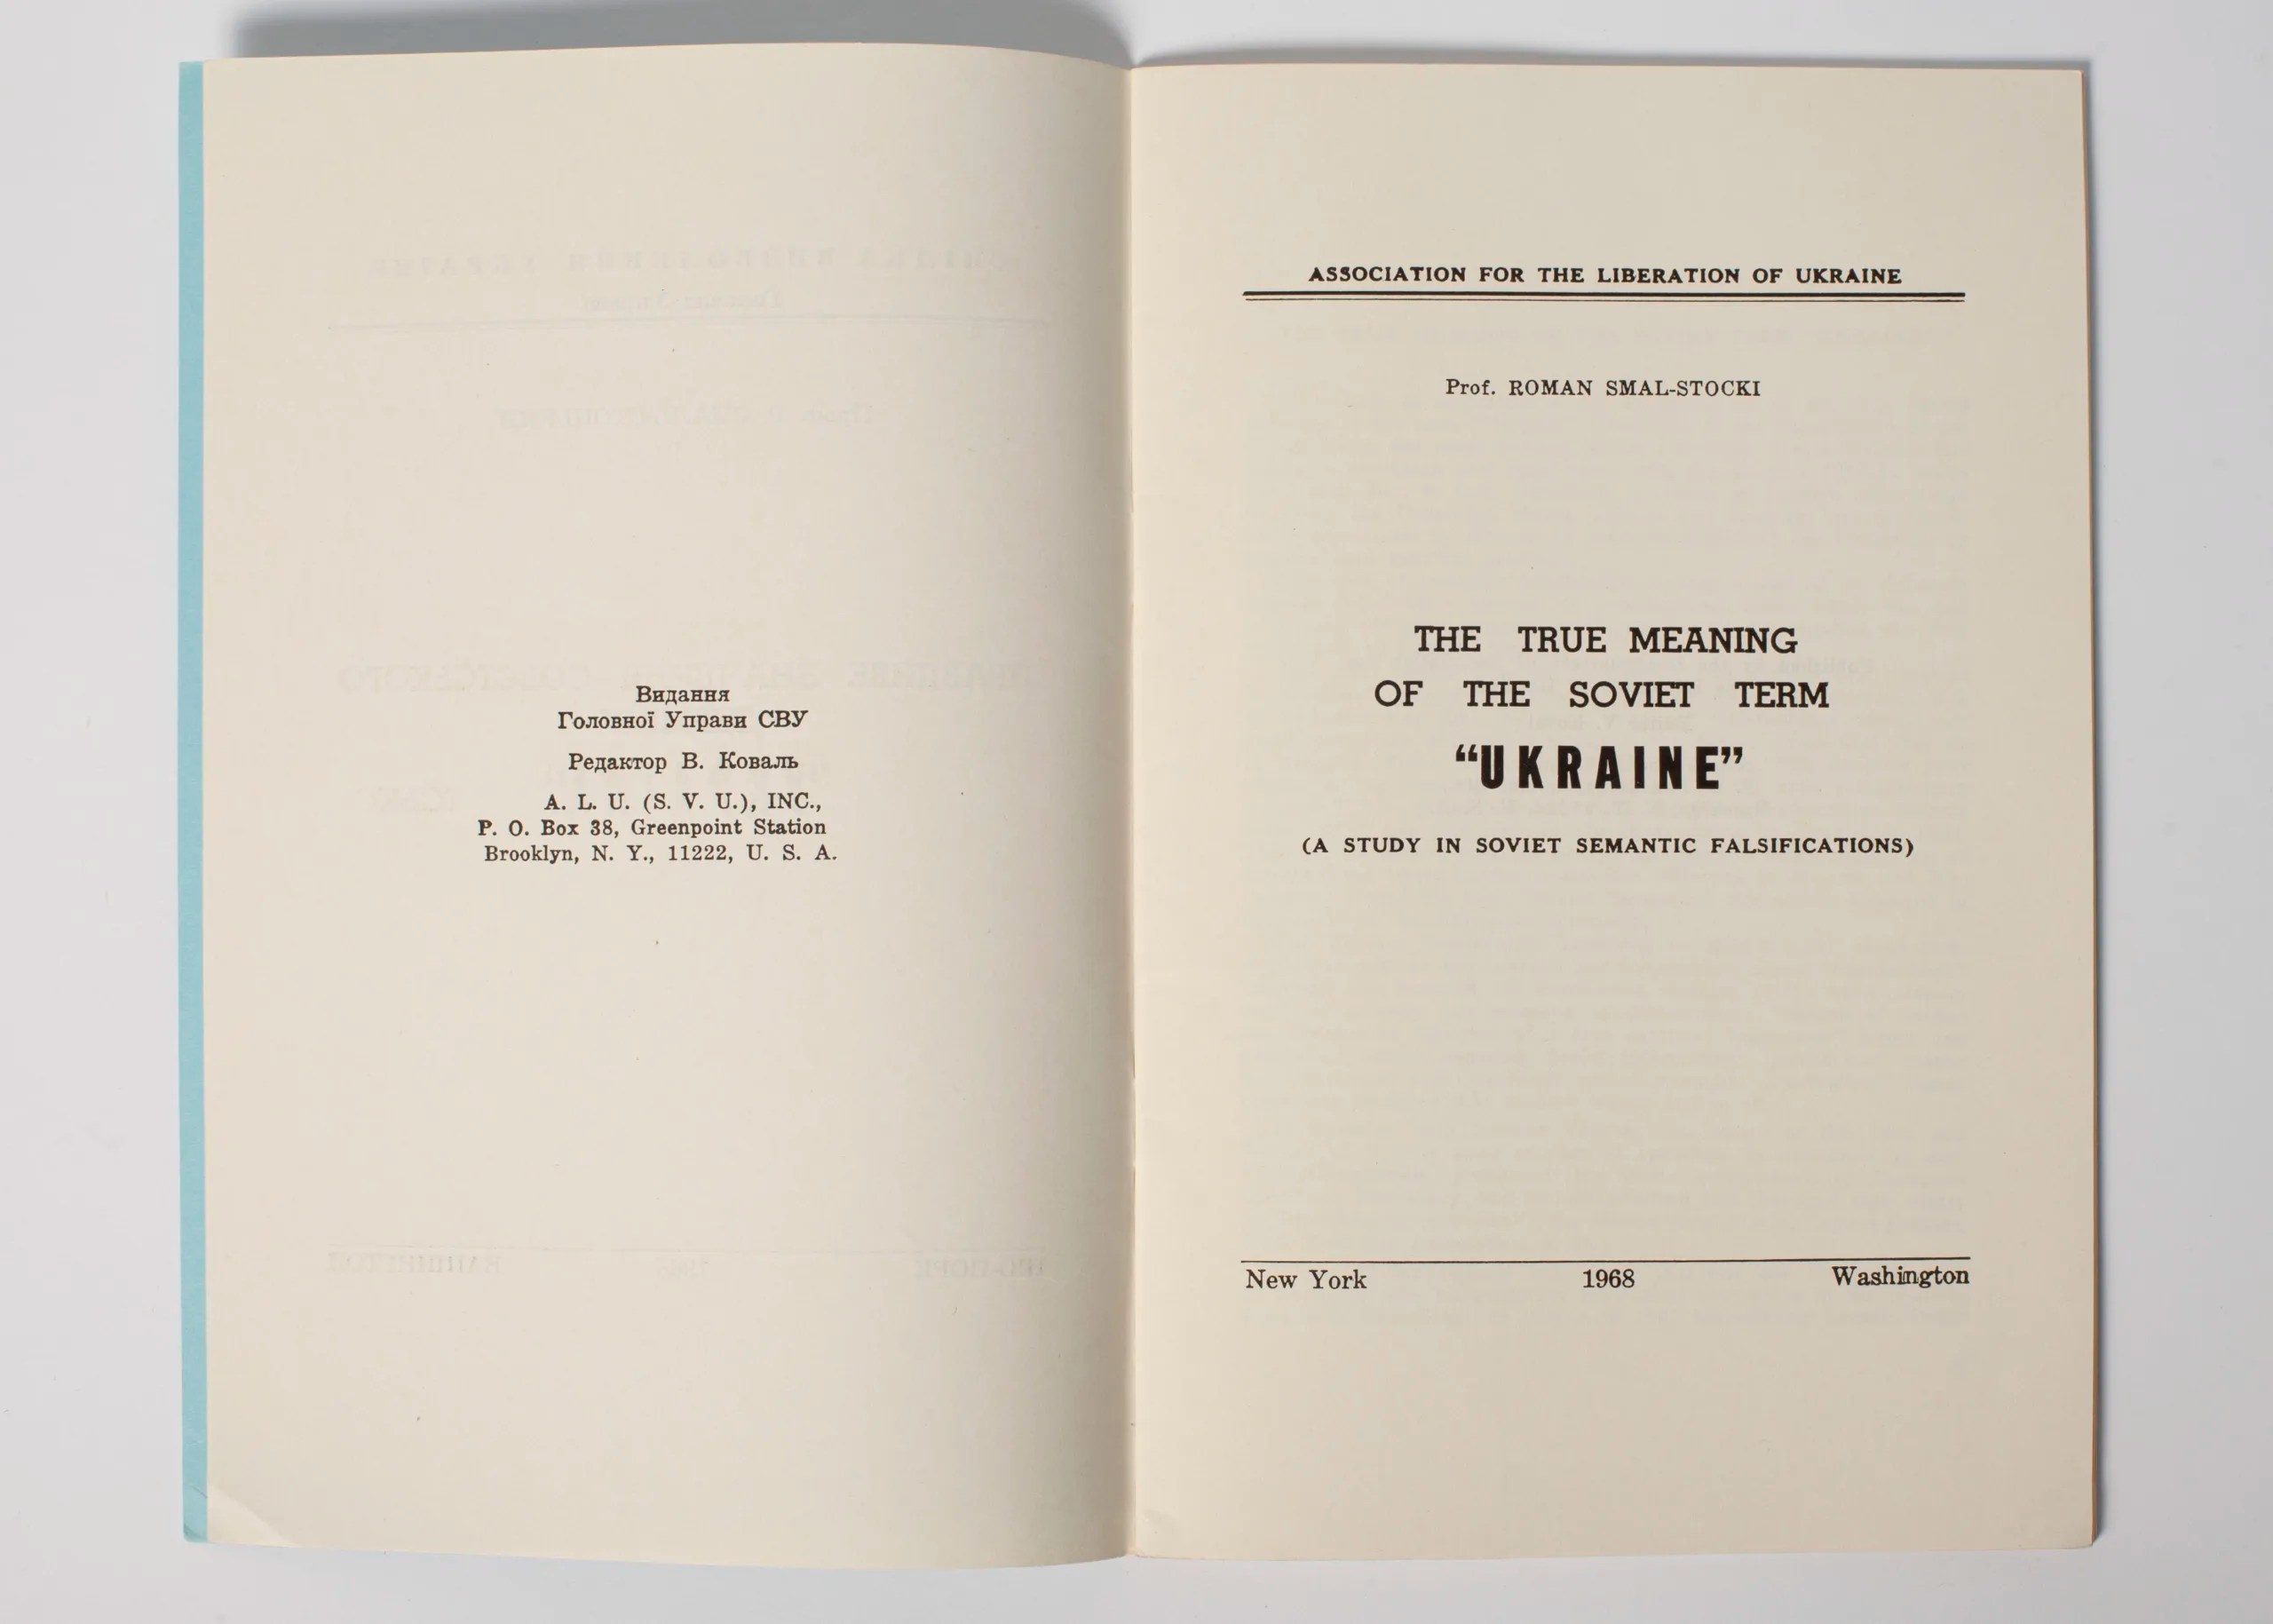 Видання
Головної Управи СВУ
Редактор В. Коваль
A. L. U. (S. V. U.), INC.,
P. O. Box 38, Greenpoint Station
Brooklyn, N. Y., 11222, U. S. A.
ASSOCIATION FOR THE LIBERATION OF UKRAINE
Prof. ROMAN SMAL-STOCKI
THE TRUE MEANING
OF THE SOVIET TERM
“UKRAINE”
(A STUDY IN SOVIET SEMANTIC FALSIFICATIONS)
New York 1968 Washington